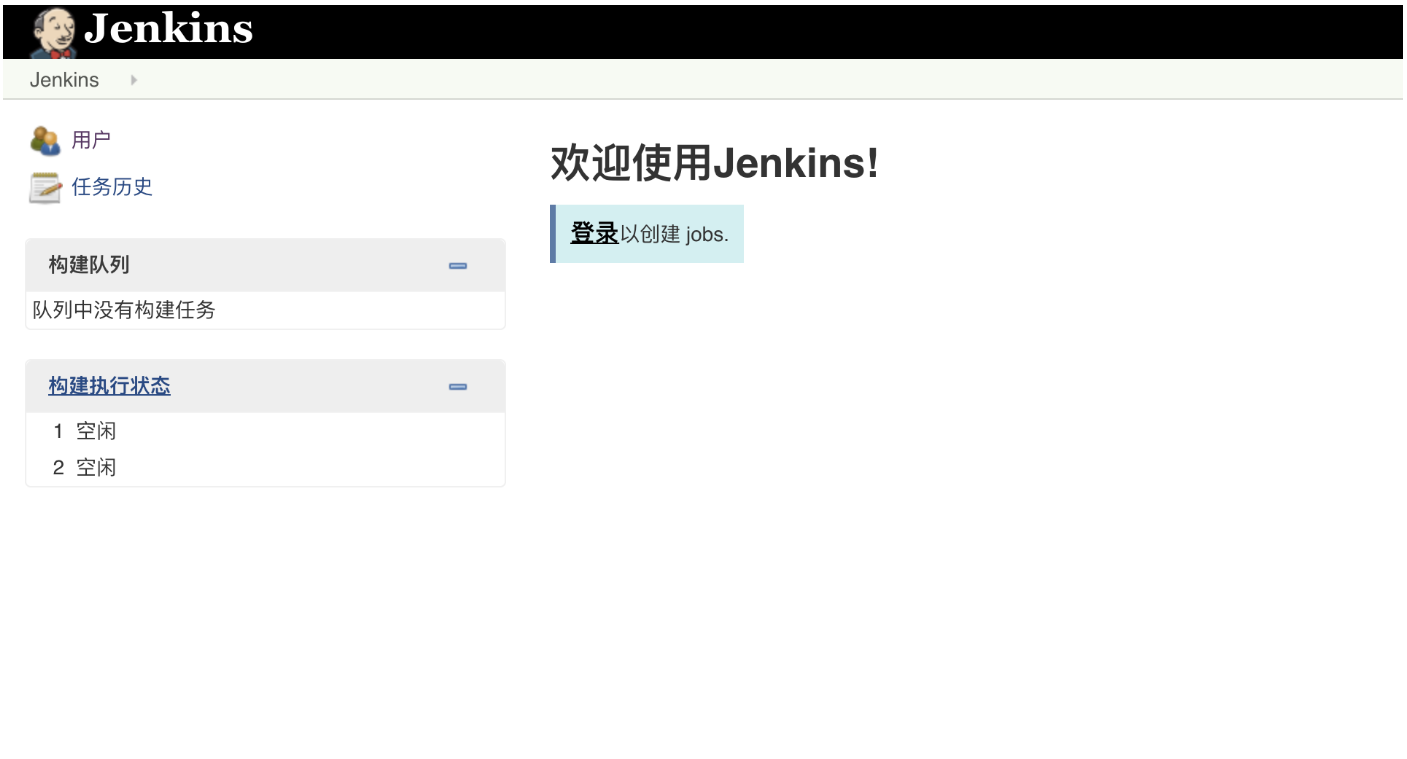 Jenkins
Jenkins
用户
任务历史
构建队列
队列中没有构建任务
构建执行状态
1 空闲
2 空闲
欢迎使用Jenkins!
登录以创建 jobs.